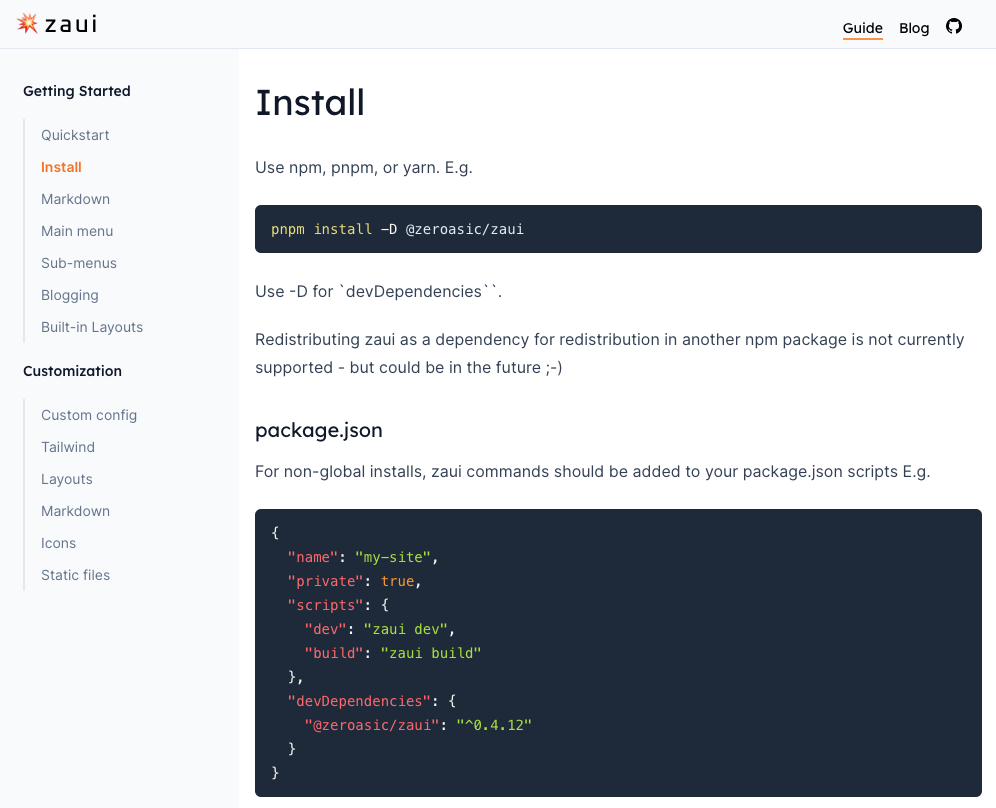 zaui
Guide Blog
Getting Started
Quickstart
Install
Markdown
Main menu
Sub-menus
Blogging
Built-in Layouts
Customization
Custom config
Tailwind
Layouts
Markdown
Icons
Static files
Install
Use npm, pnpm, or yarn. E.g.
pnpm install -D @zeroasic/zaui
Use -D for `devDependencies``.
Redistributing zaui as a dependency for redistribution in another npm package is not currently
supported - but could be in the future ;-)
package.json
For non-global installs, zaui commands should be added to your package.json scripts E.g.
{
  "name": "my-site",
  "private": true,
  "scripts": {
    "dev": "zaui dev",
    "build": "zaui build"
  },
  "devDependencies": {
    "@zeroasic/zaui": "^0.4.12"
  }
}